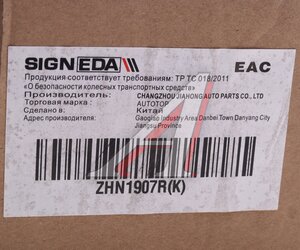 SIGNEDA EAC
Продукция соответствует требованиям: ТР ТС 018/2011
«О безопасности колесных транспортных средств»
Производитель: CHANGZHOU JIAHONG AUTO PARTS CO., LTD
Торговая марка: AUTOTOP
Сделано в: Китай
Адрес производителя: Gaoqiao Industry Area Danbei Town Danyang City
Jiangsu Province
ZHN1907R(K)